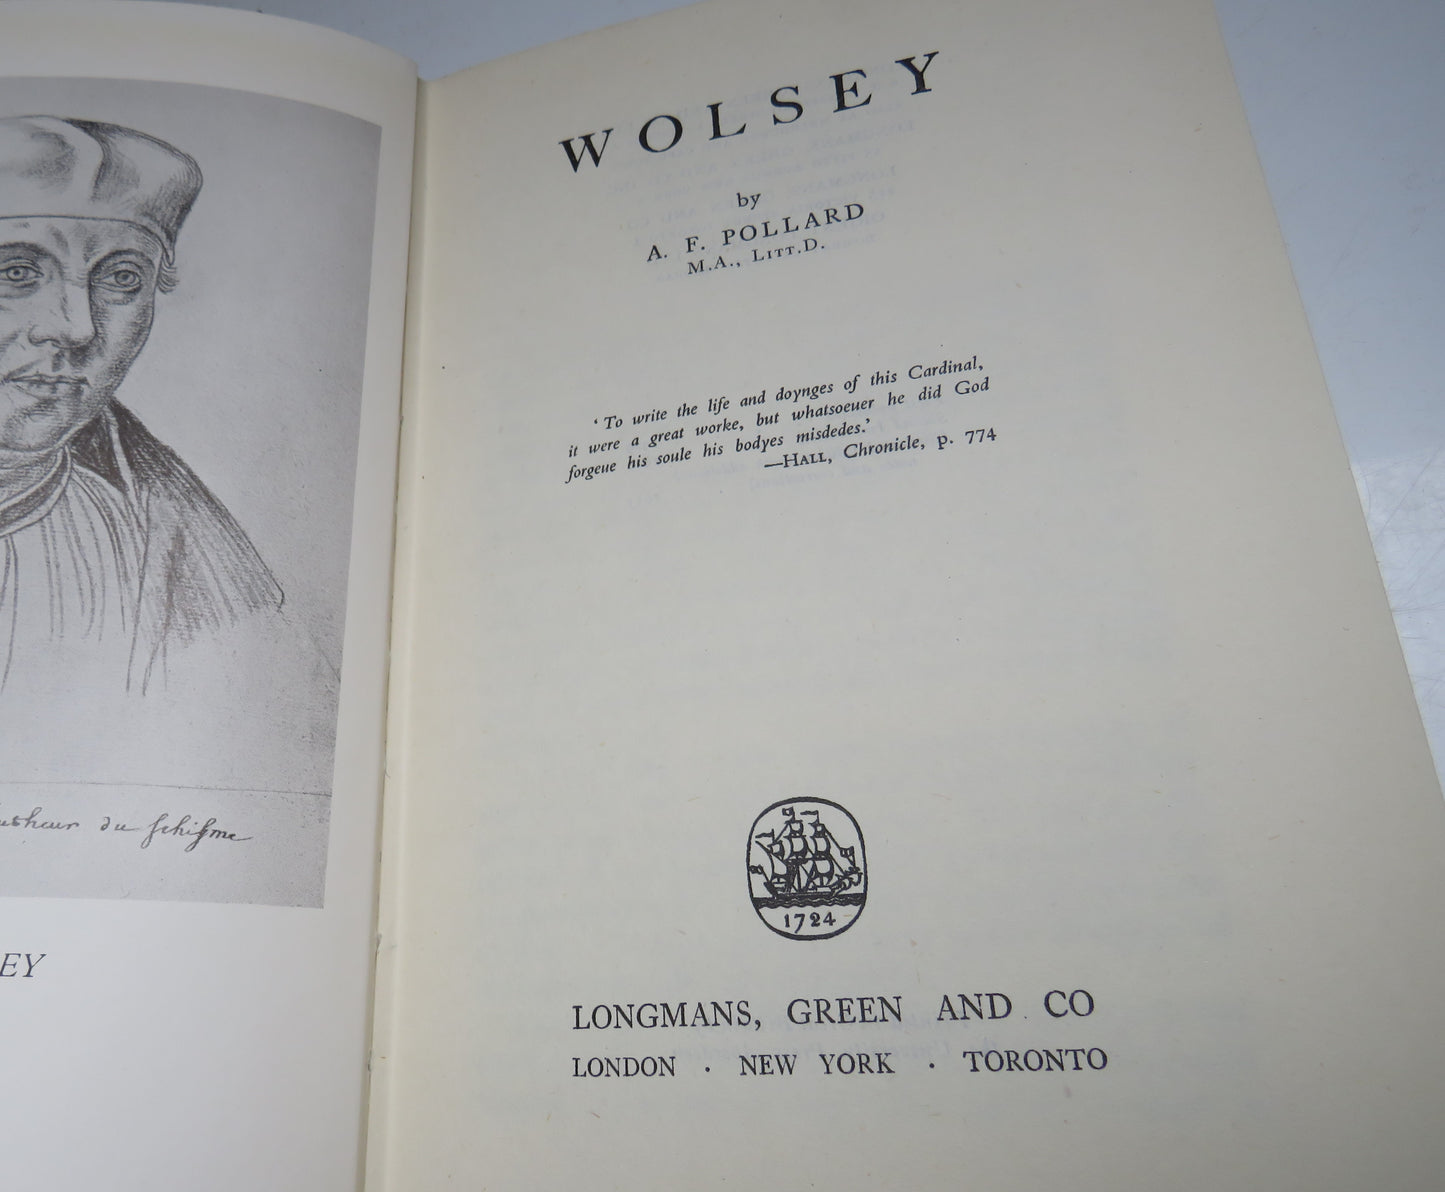 WOLSEY
by
A. F. POLLARD
M.A., LITT.D.
‘To write the life and doynges of this Cardinal,
it were a great worke, but whatsoeuer he did God
forgeue his soule his bodyes misdedes.’
—HALL, Chronicle, p. 774
1724
LONGMANS, GREEN AND CO
LONDON · NEW YORK · TORONTO
du schisme
EY